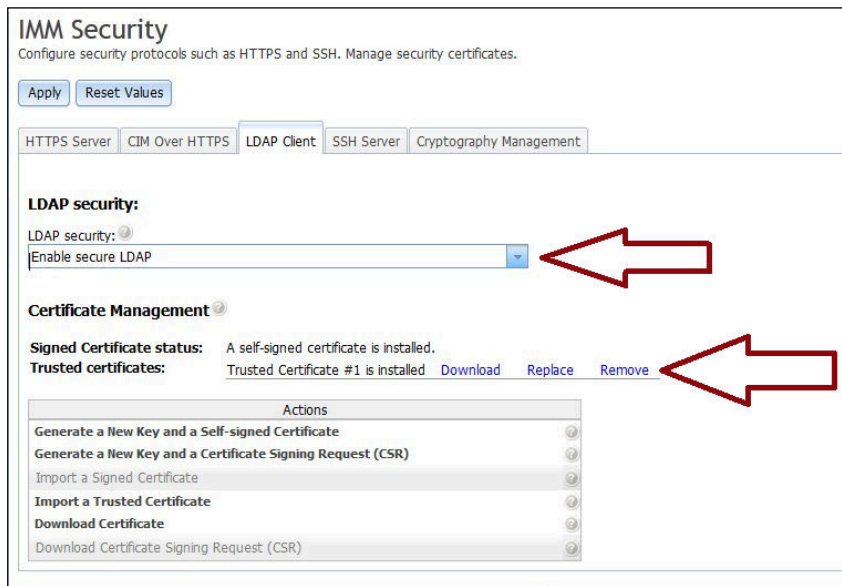 IMM Security
Configure security protocols such as HTTPS and SSH. Manage security certificates.
Apply Reset Values
HTTPS Server CIM Over HTTPS LDAP Client SSH Server Cryptography Management
LDAP security:
LDAP security: ?
Enable secure LDAP
Certificate Management ?
Signed Certificate status: A self-signed certificate is installed.
Trusted certificates: Trusted Certificate #1 is installed Download Replace Remove
Actions
Generate a New Key and a Self-signed Certificate ?
Generate a New Key and a Certificate Signing Request (CSR) ?
Import a Signed Certificate ?
Import a Trusted Certificate ?
Download Certificate ?
Download Certificate Signing Request (CSR) ?